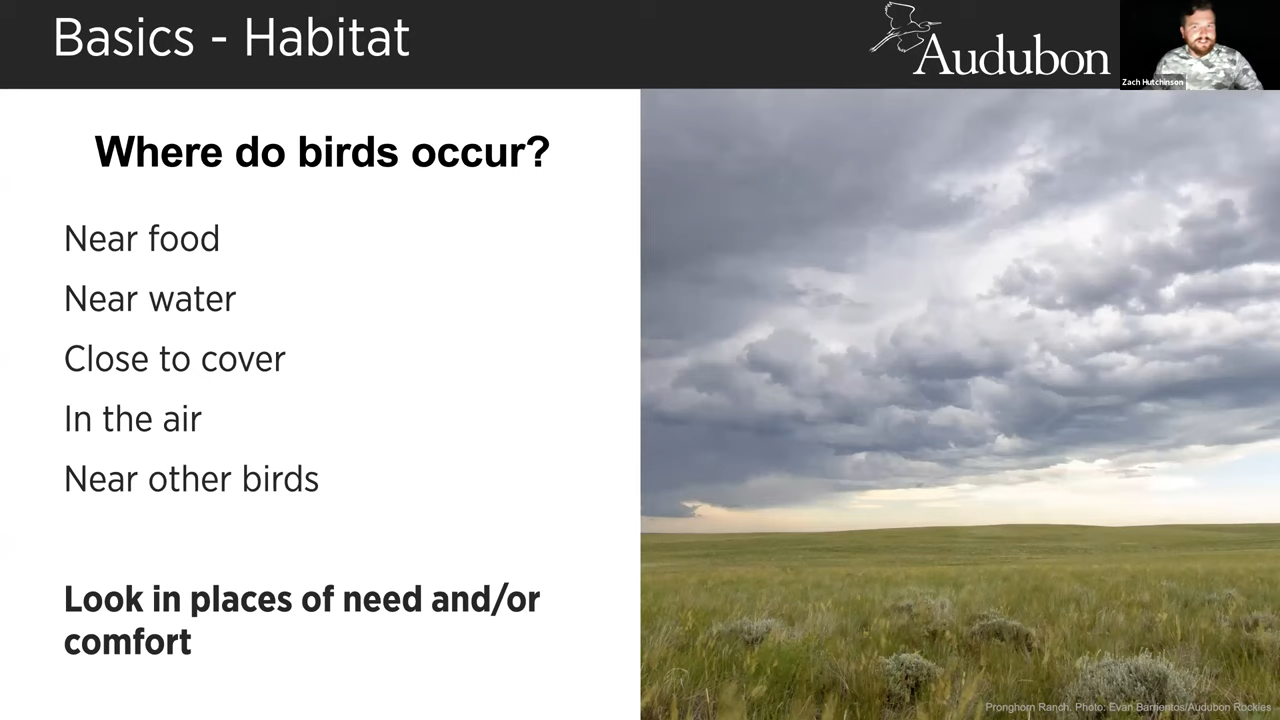 Basics - Habitat
Audubon
Zach Hutchinson
Where do birds occur?
Near food
Near water
Close to cover
In the air
Near other birds
Look in places of need and/or
comfort
Pronghorn Ranch. Photo: Evan Barrientos/Audubon Rockies